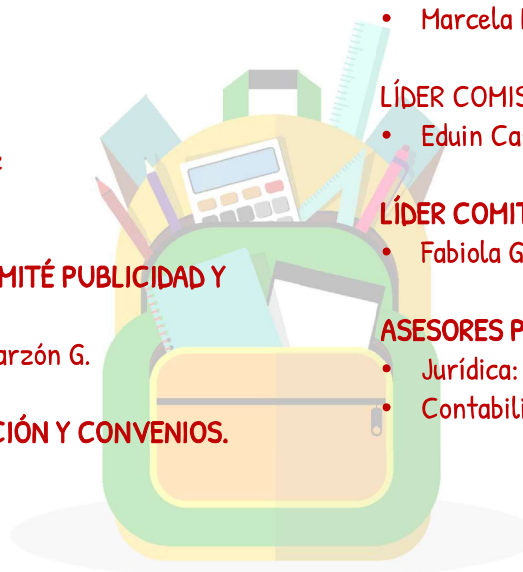 MITÉ PUBLICIDAD Y
arzón G.
CIÓN Y CONVENIOS.
• Marcela
LÍDER COMIS
• Eduin Ca
LÍDER COMIT
• Fabiola G
ASESORES P
• Jurídica:
• Contabili